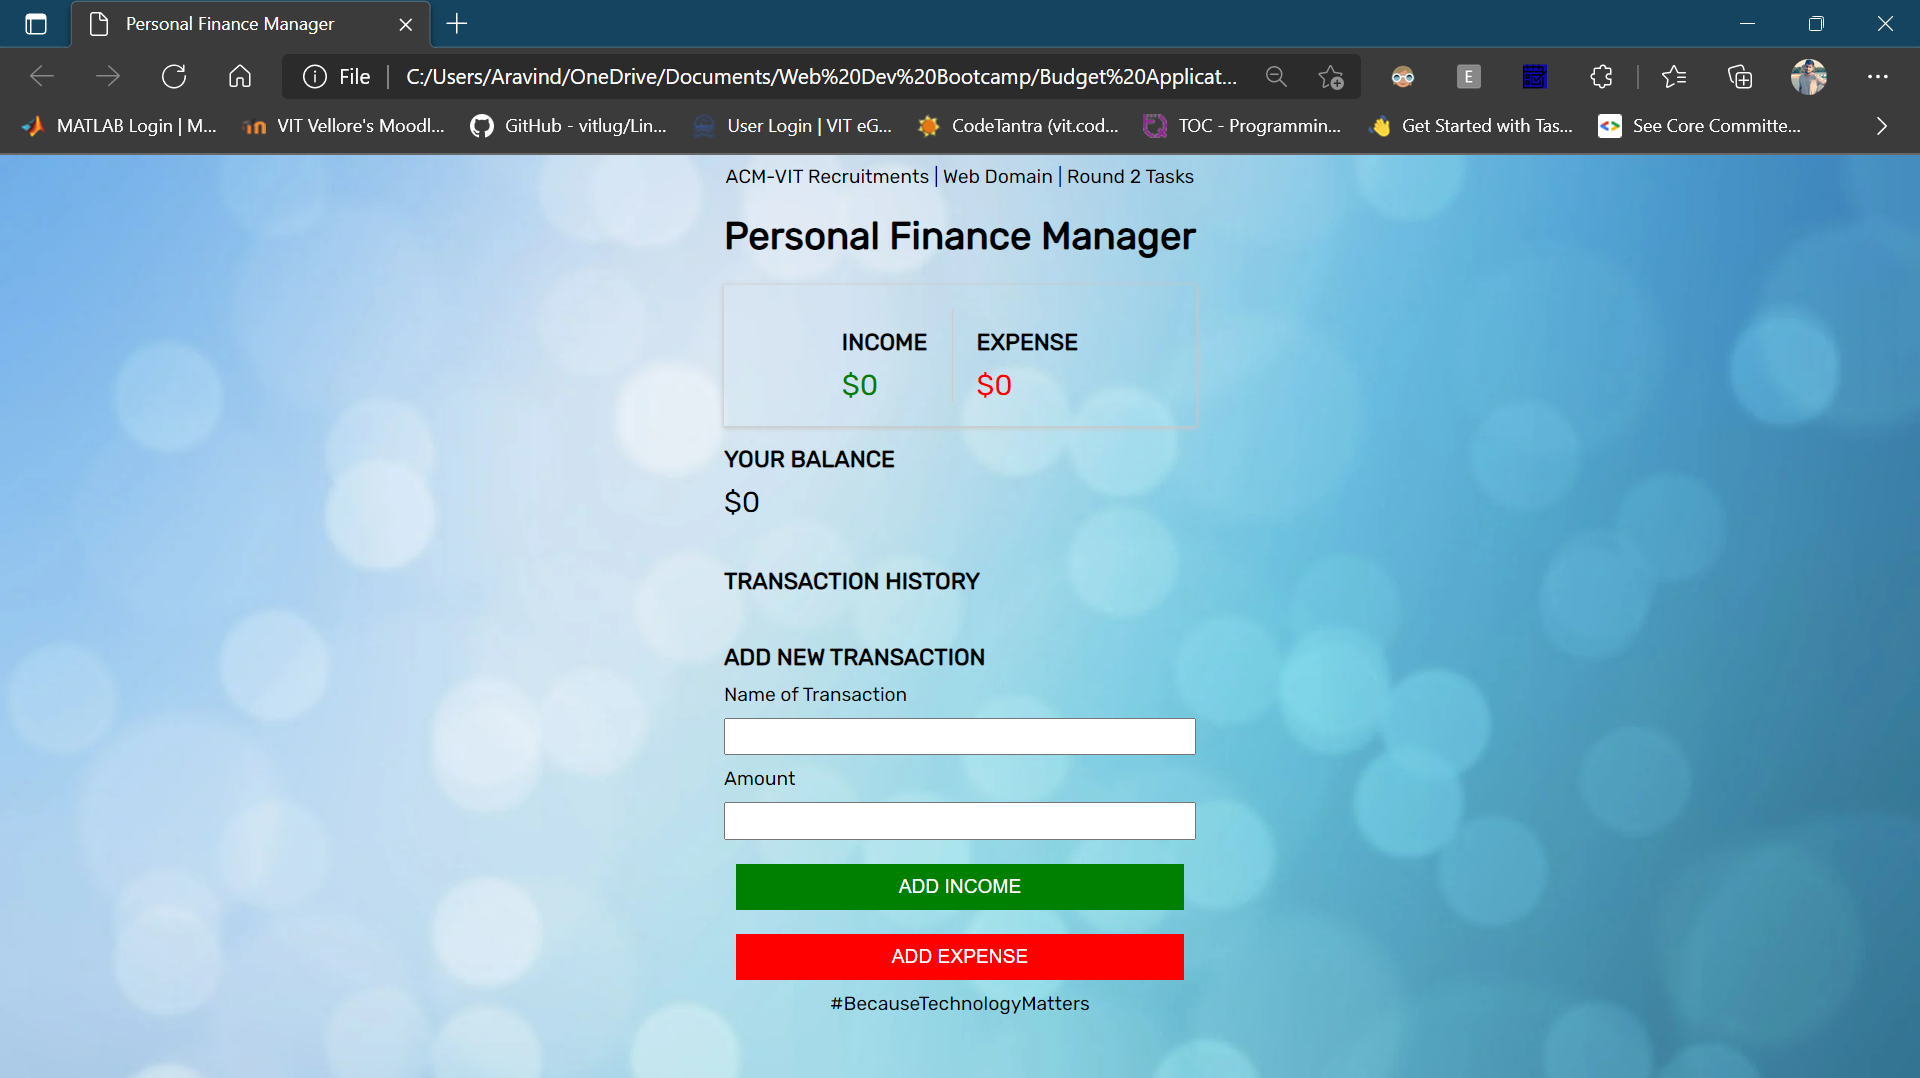 Personal Finance Manager
File | C:/Users/Aravind/OneDrive/Documents/Web%20Dev%20Bootcamp/Budget%20Applicat...
E
MATLAB Login | M... VIT Vellore's Moodl... GitHub - vitlug/Lin... User Login | VIT eG... CodeTantra (vit.cod... TOC - Programmin... Get Started with Tas... See Core Committe...
ACM-VIT Recruitments | Web Domain | Round 2 Tasks
Personal Finance Manager
INCOME EXPENSE
$0 $0
YOUR BALANCE
$0
TRANSACTION HISTORY
ADD NEW TRANSACTION
Name of Transaction
Amount
ADD INCOME
ADD EXPENSE
#BecauseTechnologyMatters